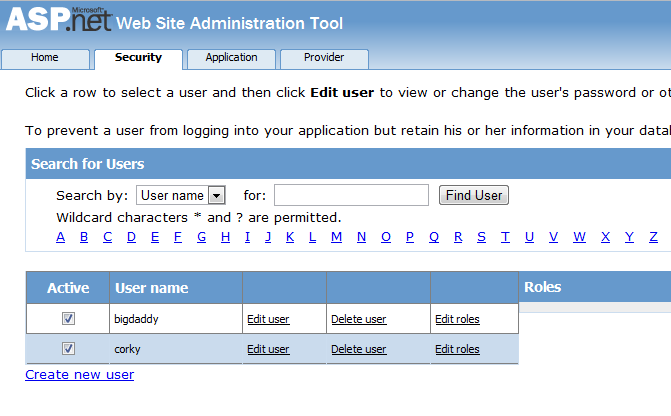 Microsoft
ASP.net Web Site Administration Tool
Home Security Application Provider
Click a row to select a user and then click Edit user to view or change the user's password or ot
To prevent a user from logging into your application but retain his or her information in your datal
Search for Users
Search by: User name for: Find User
Wildcard characters * and ? are permitted.
A B C D E F G H I J K L M N O P Q R S T U V W X Y Z
Active User name Roles
bigdaddy Edit user Delete user Edit roles
corky Edit user Delete user Edit roles
Create new user